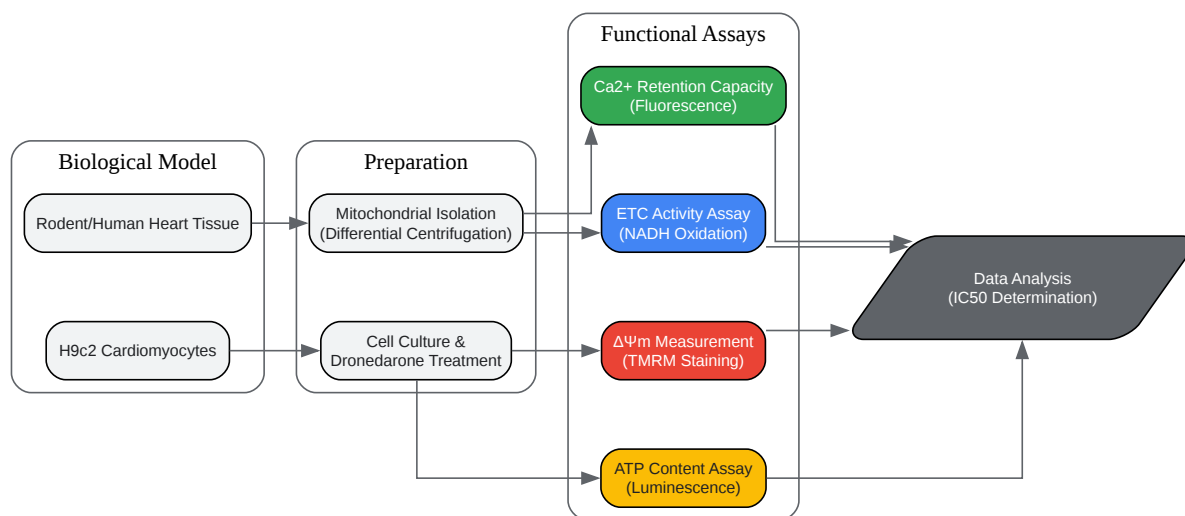 Functional Assays
Ca2+ Retention Capacity
(Fluorescence)
Biological Model
Preparation
Rodent/Human Heart Tissue
Mitochondrial Isolation
(Differential Centrifugation)
ETC Activity Assay
(NADH Oxidation)
Data Analysis
(IC50 Determination)
H9c2 Cardiomyocytes
Cell Culture &
Dronedarone Treatment
ΔΨm Measurement
(TMRM Staining)
ATP Content Assay
(Luminescence)